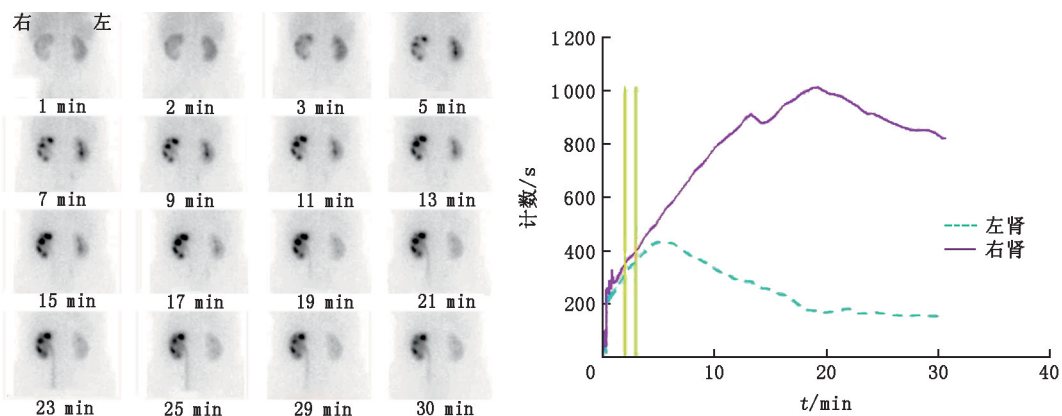 右 左
1 min 2 min 3 min 5 min
7 min 9 min 11 min 13 min
15 min 17 min 19 min 21 min
23 min 25 min 29 min 30 min
计数/s
1 200
1 000
800
600
400
200
0 10 20 30 40
t/min
左肾
右肾